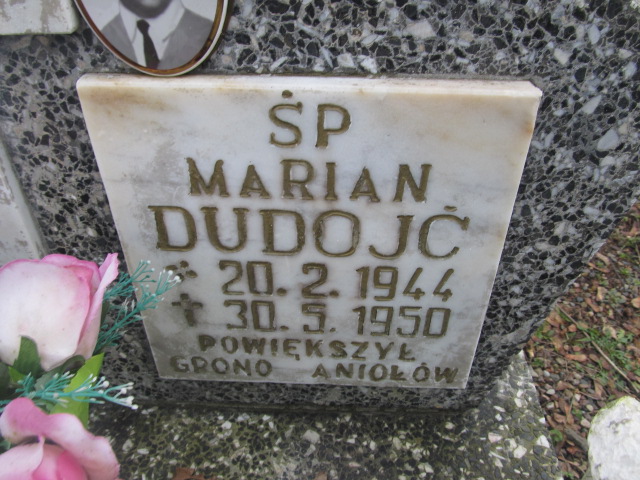 ŚP
MARIAN
DUDOJĆ
* 20. 2. 1944
† 30. 5. 1950
POWIĘKSZYŁ
GRONO ANIOŁÓW